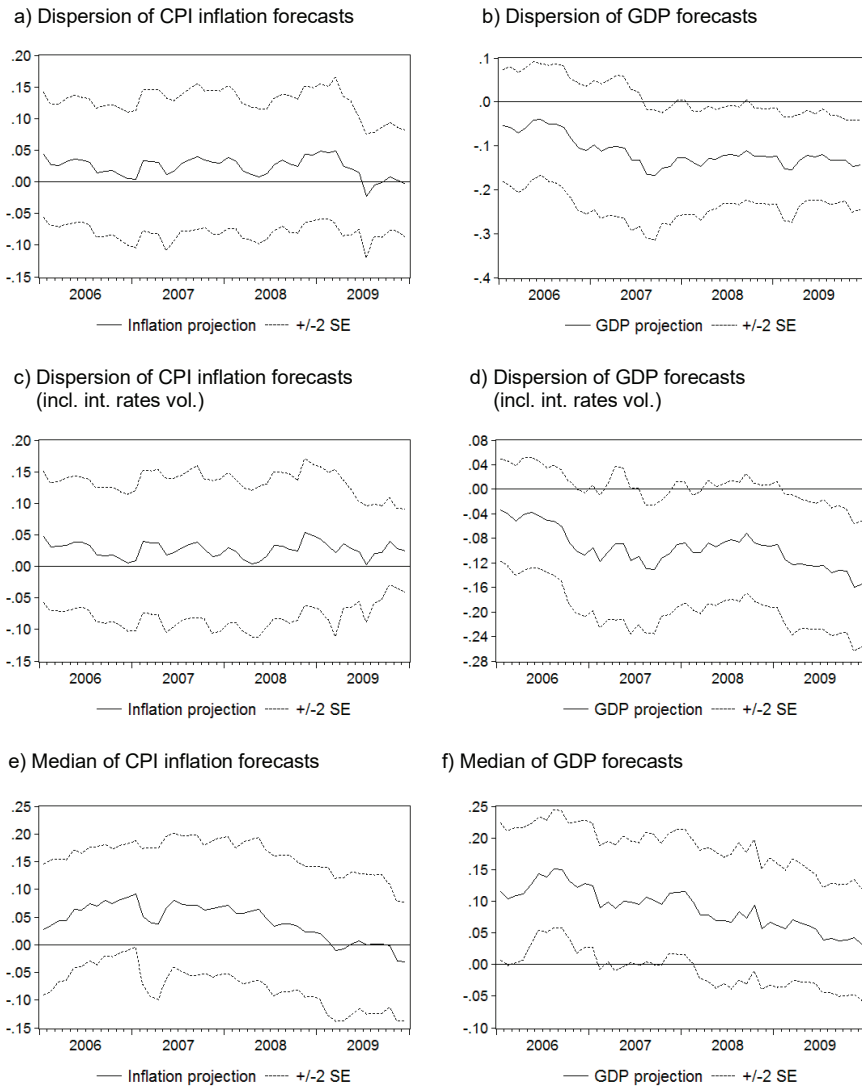 a) Dispersion of CPI inflation forecasts
.20
.15
.10
.05
.00
-.05
-.10
-.15
2006 2007 2008 2009
Inflation projection +/-2 SE
b) Dispersion of GDP forecasts
.1
.0
-.1
-.2
-.3
-.4
2006 2007 2008 2009
GDP projection +/-2 SE
c) Dispersion of CPI inflation forecasts
(incl. int. rates vol.)
.20
.15
.10
.05
.00
-.05
-.10
-.15
2006 2007 2008 2009
Inflation projection +/-2 SE
d) Dispersion of GDP forecasts
(incl. int. rates vol.)
.08
.04
.00
-.04
-.08
-.12
-.16
-.20
-.24
-.28
2006 2007 2008 2009
GDP projection +/-2 SE
e) Median of CPI inflation forecasts
.25
.20
.15
.10
.05
.00
-.05
-.10
-.15
2006 2007 2008 2009
Inflation projection +/-2 SE
f) Median of GDP forecasts
.25
.20
.15
.10
.05
.00
-.05
-.10
2006 2007 2008 2009
GDP projection +/-2 SE